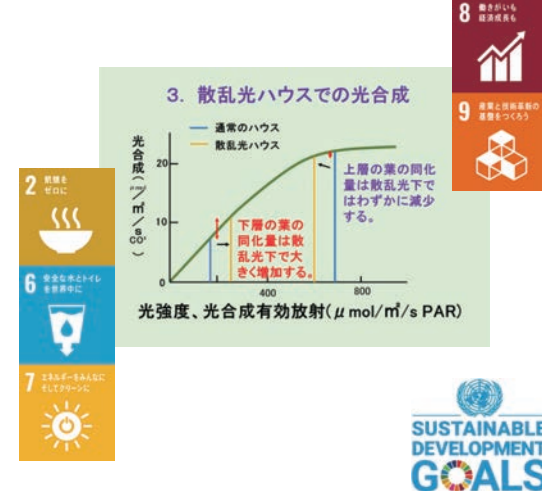 8 働きがいも
経済成長も
9 産業と技術革新の
基盤をつくろう
3. 散乱光ハウスでの光合成
通常のハウス
散乱光ハウス
光合成(μmol/㎡/s CO²)
20
10
0
400
800
上層の葉の同化
量は散乱光下で
はわずかに減少
する。
下層の葉の
同化量は散
乱光下で大
きく増加する。
光強度、光合成有効放射(μ mol/㎡/s PAR)
2 飢餓を
ゼロに
6 安全な水とトイレ
を世界中に
7 エネルギーをみんなに
そしてクリーンに
SUSTAINABLE
DEVELOPMENT
GOALS